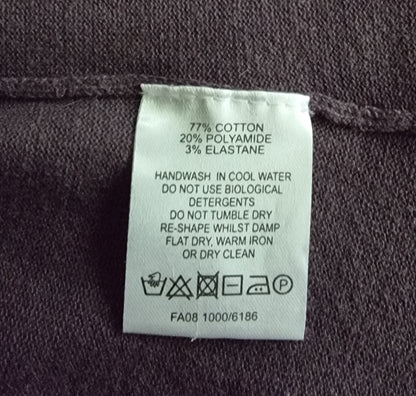 77% COTTON
20% POLYAMIDE
3% ELASTANE
HANDWASH IN COOL WATER
DO NOT USE BIOLOGICAL
DETERGENTS
DO NOT TUMBLE DRY
RE-SHAPE WHILST DAMP
FLAT DRY, WARM IRON
OR DRY CLEAN
P
FA08 1000/6186